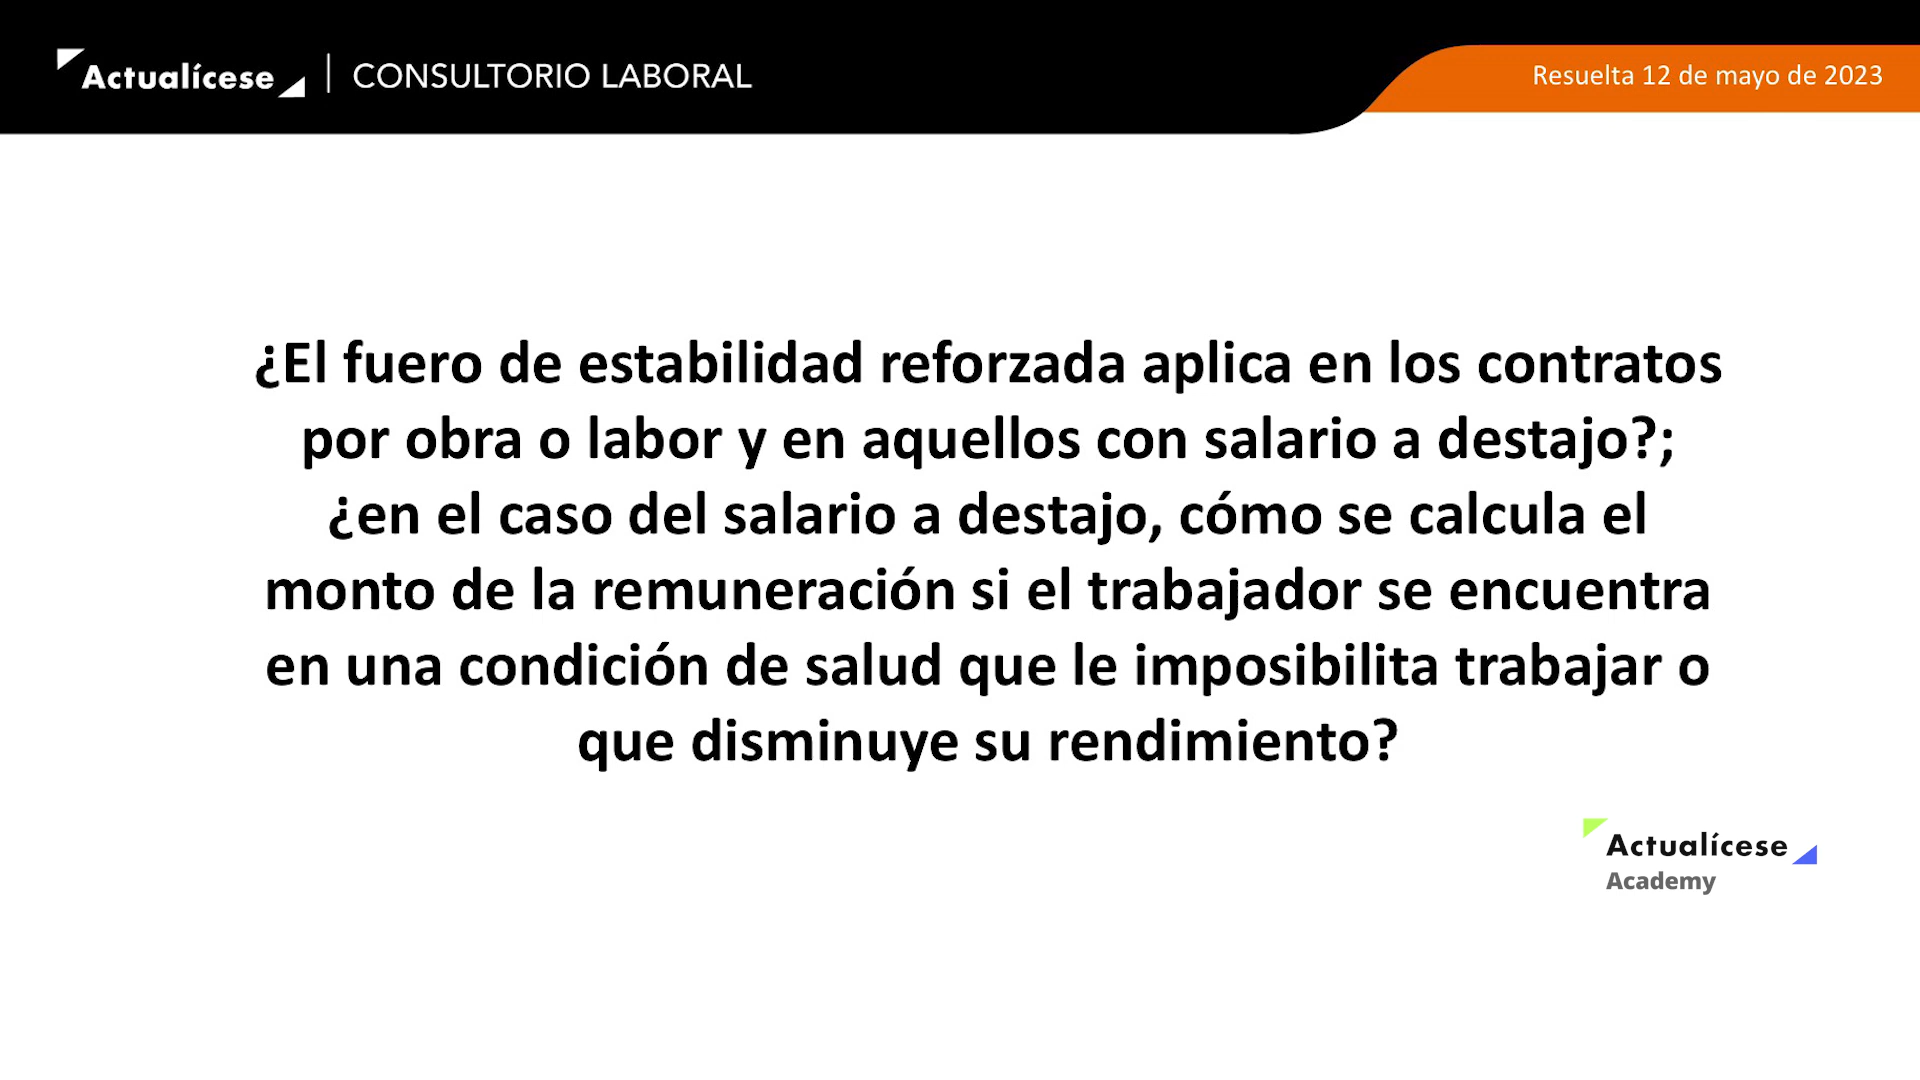 Actualícese | CONSULTORIO LABORAL
Resuelta 12 de mayo de 2023
¿El fuero de estabilidad reforzada aplica en los contratos
por obra o labor y en aquellos con salario a destajo?;
¿en el caso del salario a destajo, cómo se calcula el
monto de la remuneración si el trabajador se encuentra
en una condición de salud que le imposibilita trabajar o
que disminuye su rendimiento?
Actualícese
Academy